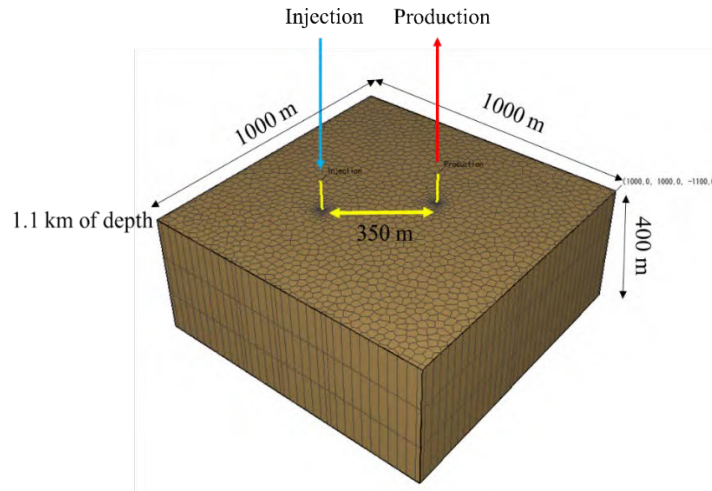 Injection
Production
1000 m
1000 m
Injection
Production
(1000.0, 1000.0, -1100.0
1.1 km of depth
350 m
400 m